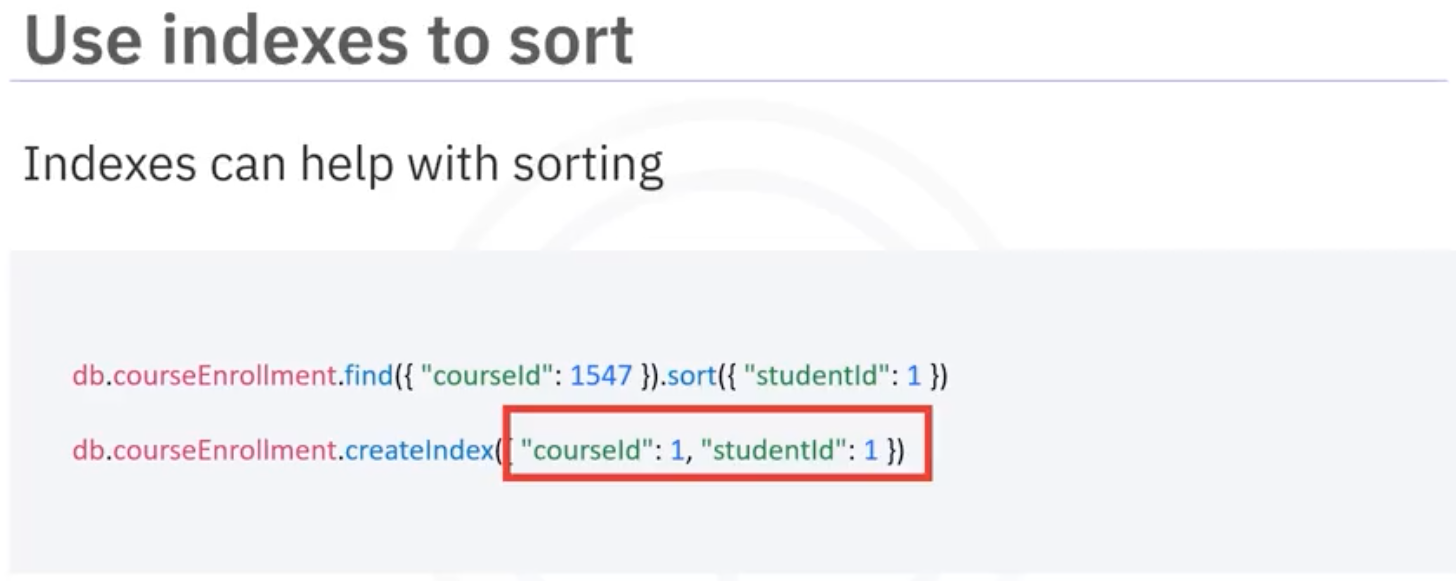 Use indexes to sort
Indexes can help with sorting
db.courseEnrollment.find({ "courseId": 1547 }).sort({ "studentId": 1 })
db.courseEnrollment.createIndex({ "courseId": 1, "studentId": 1 })